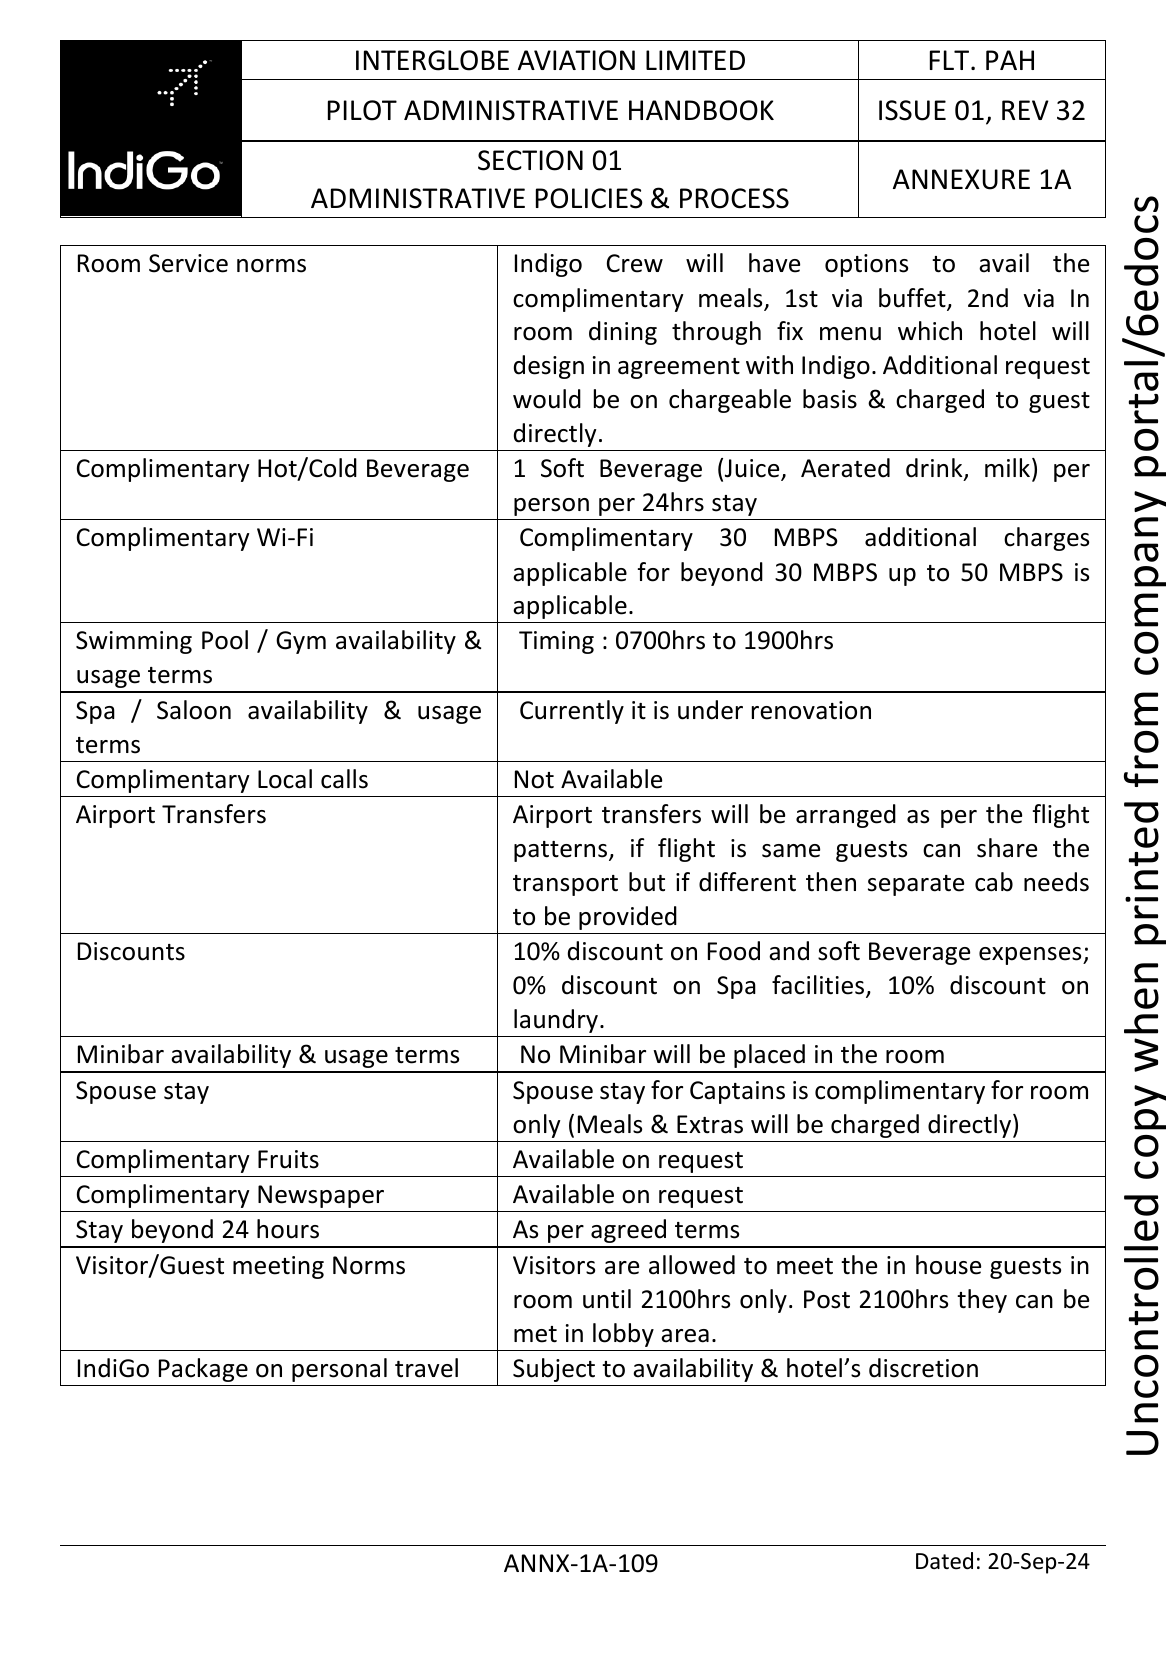 IndiGo
INTERGLOBE AVIATION LIMITED
FLT. PAH
PILOT ADMINISTRATIVE HANDBOOK
ISSUE 01, REV 32
SECTION 01
ADMINISTRATIVE POLICIES & PROCESS
ANNEXURE 1A
Room Service norms
Indigo Crew will have options to avail the
complimentary meals, 1st via buffet, 2nd via In
room dining through fix menu which hotel will
design in agreement with Indigo. Additional request
would be on chargeable basis & charged to guest
directly.
Complimentary Hot/Cold Beverage
1 Soft Beverage (Juice, Aerated drink, milk) per
person per 24hrs stay
Complimentary Wi-Fi
Complimentary 30 MBPS additional charges
applicable for beyond 30 MBPS up to 50 MBPS is
applicable.
Swimming Pool / Gym availability &
usage terms
Timing : 0700hrs to 1900hrs
Spa / Saloon availability & usage
terms
Currently it is under renovation
Complimentary Local calls
Not Available
Airport Transfers
Airport transfers will be arranged as per the flight
patterns, if flight is same guests can share the
transport but if different then separate cab needs
to be provided
Discounts
10% discount on Food and soft Beverage expenses;
0% discount on Spa facilities, 10% discount on
laundry.
Minibar availability & usage terms
No Minibar will be placed in the room
Spouse stay
Spouse stay for Captains is complimentary for room
only (Meals & Extras will be charged directly)
Complimentary Fruits
Available on request
Complimentary Newspaper
Available on request
Stay beyond 24 hours
As per agreed terms
Visitor/Guest meeting Norms
Visitors are allowed to meet the in house guests in
room until 2100hrs only. Post 2100hrs they can be
met in lobby area.
IndiGo Package on personal travel
Subject to availability & hotel’s discretion
ANNX-1A-109
Dated: 20-Sep-24
Uncontrolled copy when printed from company portal/6edocs